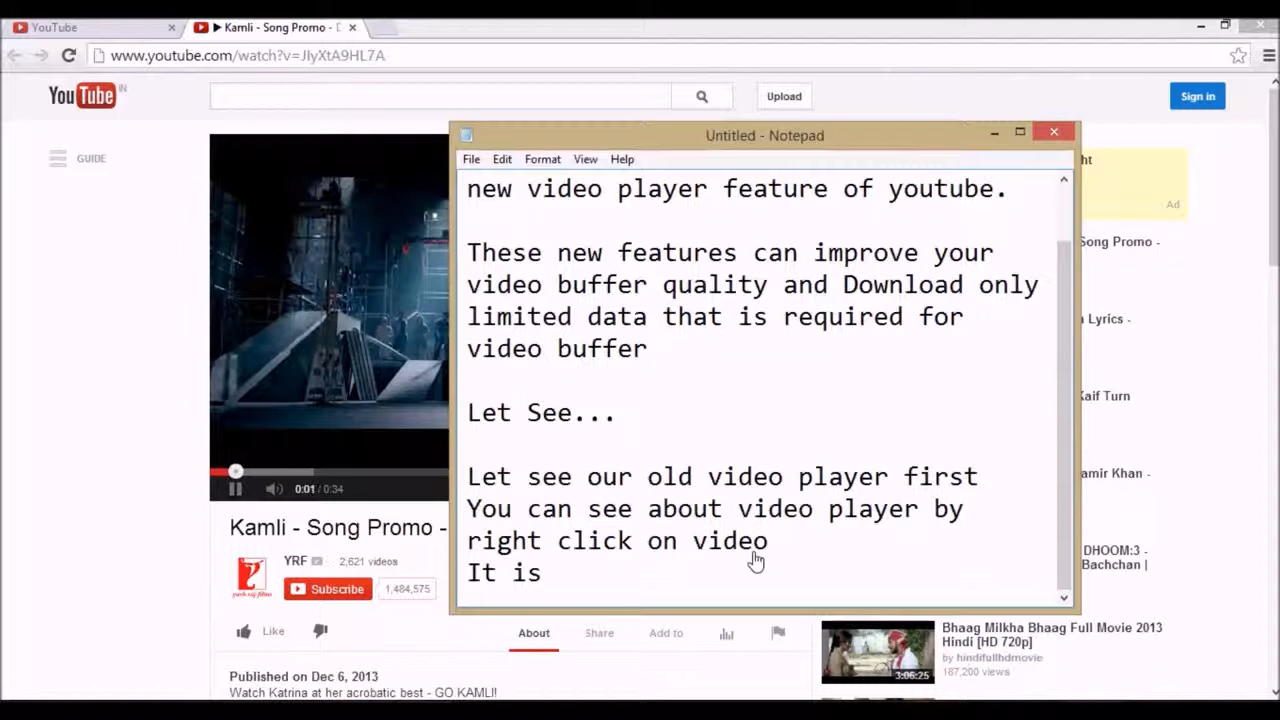 YouTube
▶ Kamli - Song Promo - D
www.youtube.com/watch?v=JIyXtA9HL7A
YouTube IN
Upload
Sign in
GUIDE
Untitled - Notepad
File Edit Format View Help
new video player feature of youtube.
These new features can improve your
video buffer quality and Download only
limited data that is required for
video buffer
Let See...
Let see our old video player first
You can see about video player by
right click on video
It is
ht
Ad
Song Promo -
Lyrics -
Kaif Turn
amir Khan -
DHOOM:3 -
Bachchan |
0:01 / 0:34
Kamli - Song Promo -
YRF 2,621 videos
Subscribe 1,484,575
Like
About Share Add to
Published on Dec 6, 2013
Watch Katrina at her acrobatic best - GO KAMLI!
3:06:25
Bhaag Milkha Bhaag Full Movie 2013
Hindi [HD 720p]
by hindifullhdmovie
187,200 views